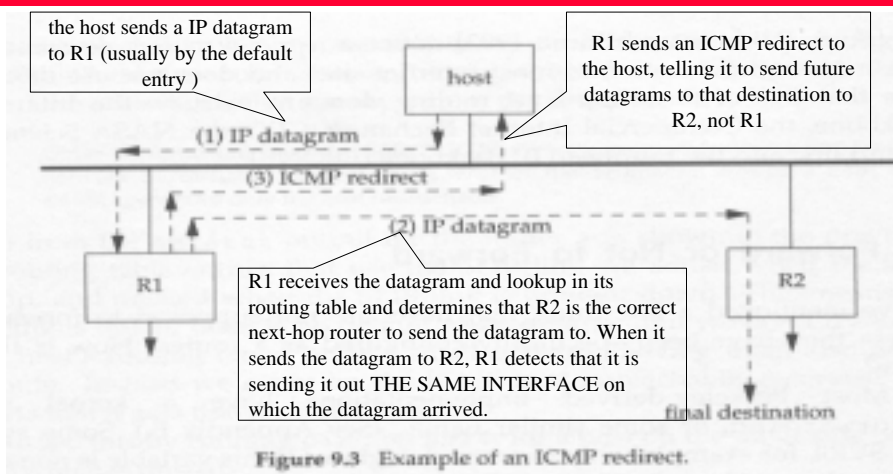 the host sends a IP datagram
to R1 (usually by the default
entry )
R1 sends an ICMP redirect to
the host, telling it to send future
datagrams to that destination to
R2, not R1
host
(1) IP datagram
(3) ICMP redirect
(2) IP datagram
R1
R2
R1 receives the datagram and lookup in its
routing table and determines that R2 is the correct
next-hop router to send the datagram to. When it
sends the datagram to R2, R1 detects that it is
sending it out THE SAME INTERFACE on
which the datagram arrived.
final destination
Figure 9.3 Example of an ICMP redirect.